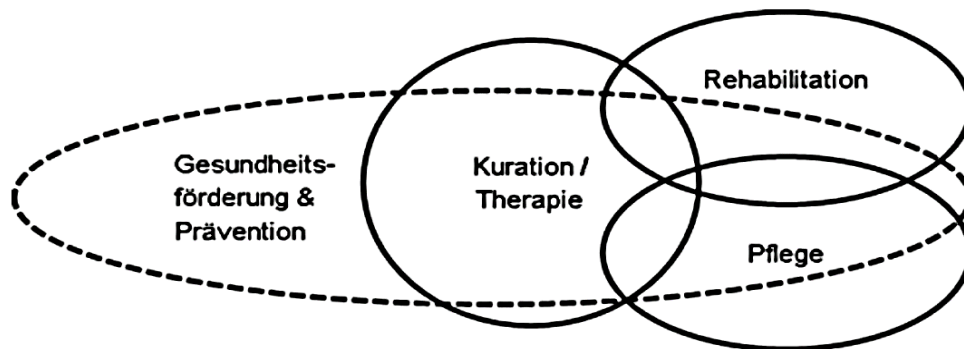 Rehabilitation
Gesundheits-
förderung &
Prävention
Kuration /
Therapie
Pflege